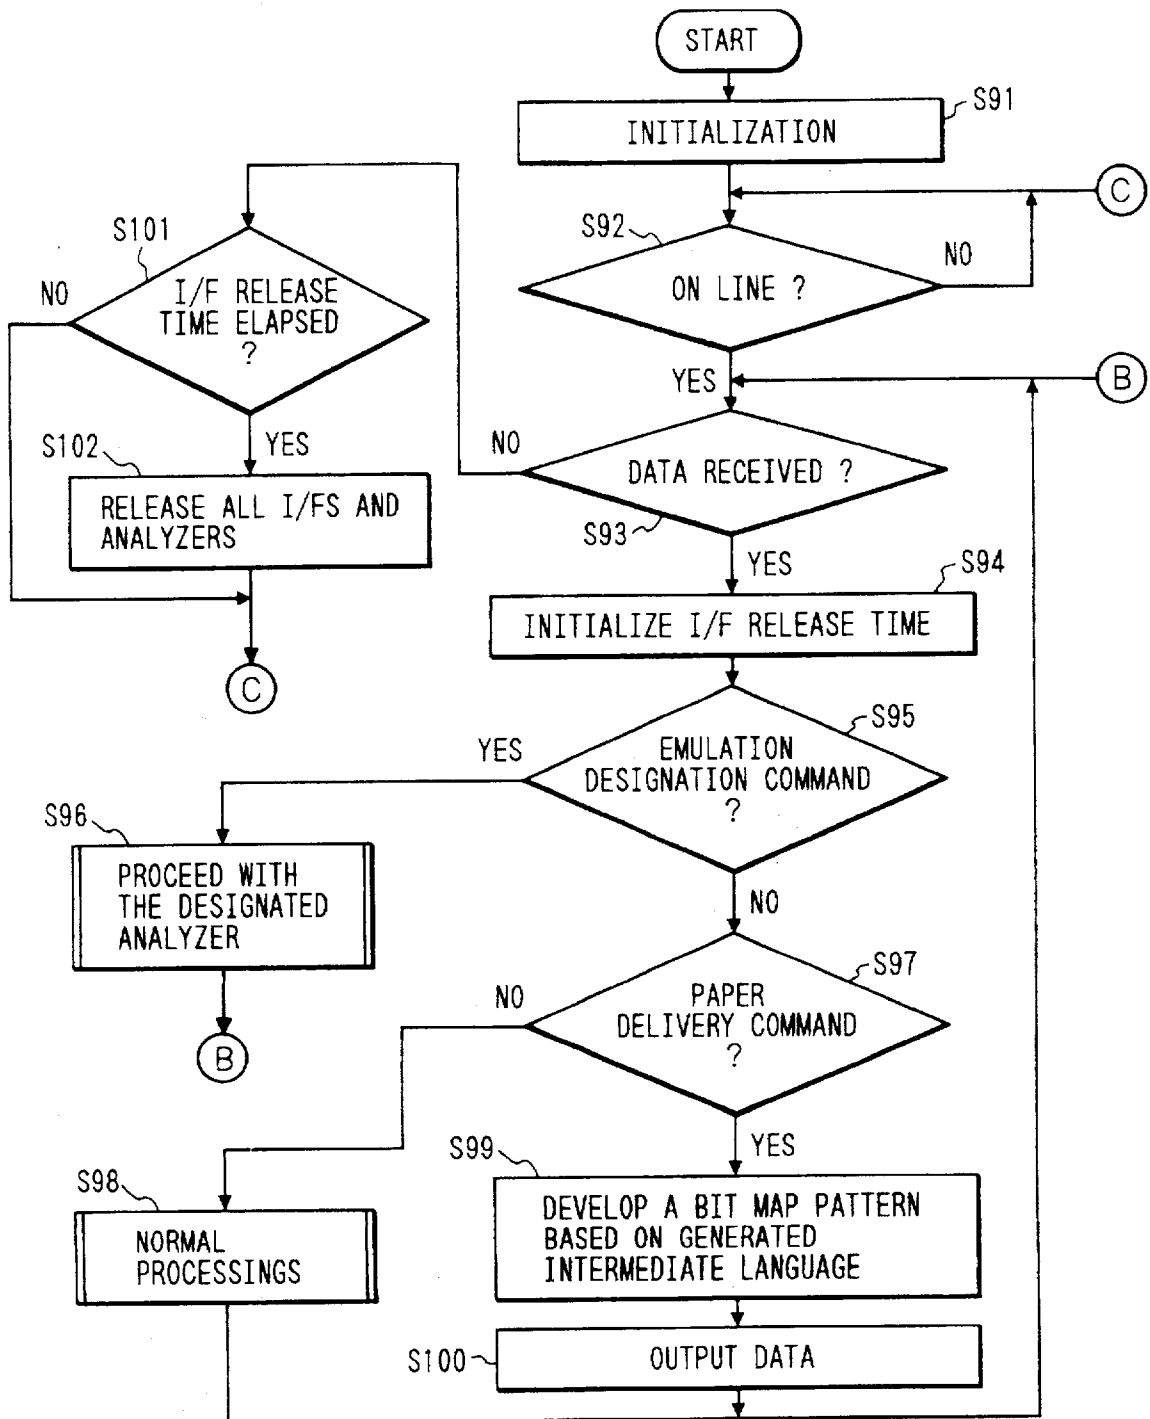 START
S91
INITIALIZATION
C
S92
ON LINE ?
NO
YES
B
S101
I/F RELEASE
TIME ELAPSED
?
NO
YES
S102
RELEASE ALL I/FS AND
ANALYZERS
C
NO
DATA RECEIVED ?
S93
YES
S94
INITIALIZE I/F RELEASE TIME
S95
EMULATION
DESIGNATION COMMAND
?
YES
S96
PROCEED WITH
THE DESIGNATED
ANALYZER
B
NO
S97
PAPER
DELIVERY COMMAND
?
NO
S98
NORMAL
PROCESSINGS
YES
S99
DEVELOP A BIT MAP PATTERN
BASED ON GENERATED
INTERMEDIATE LANGUAGE
S100
OUTPUT DATA